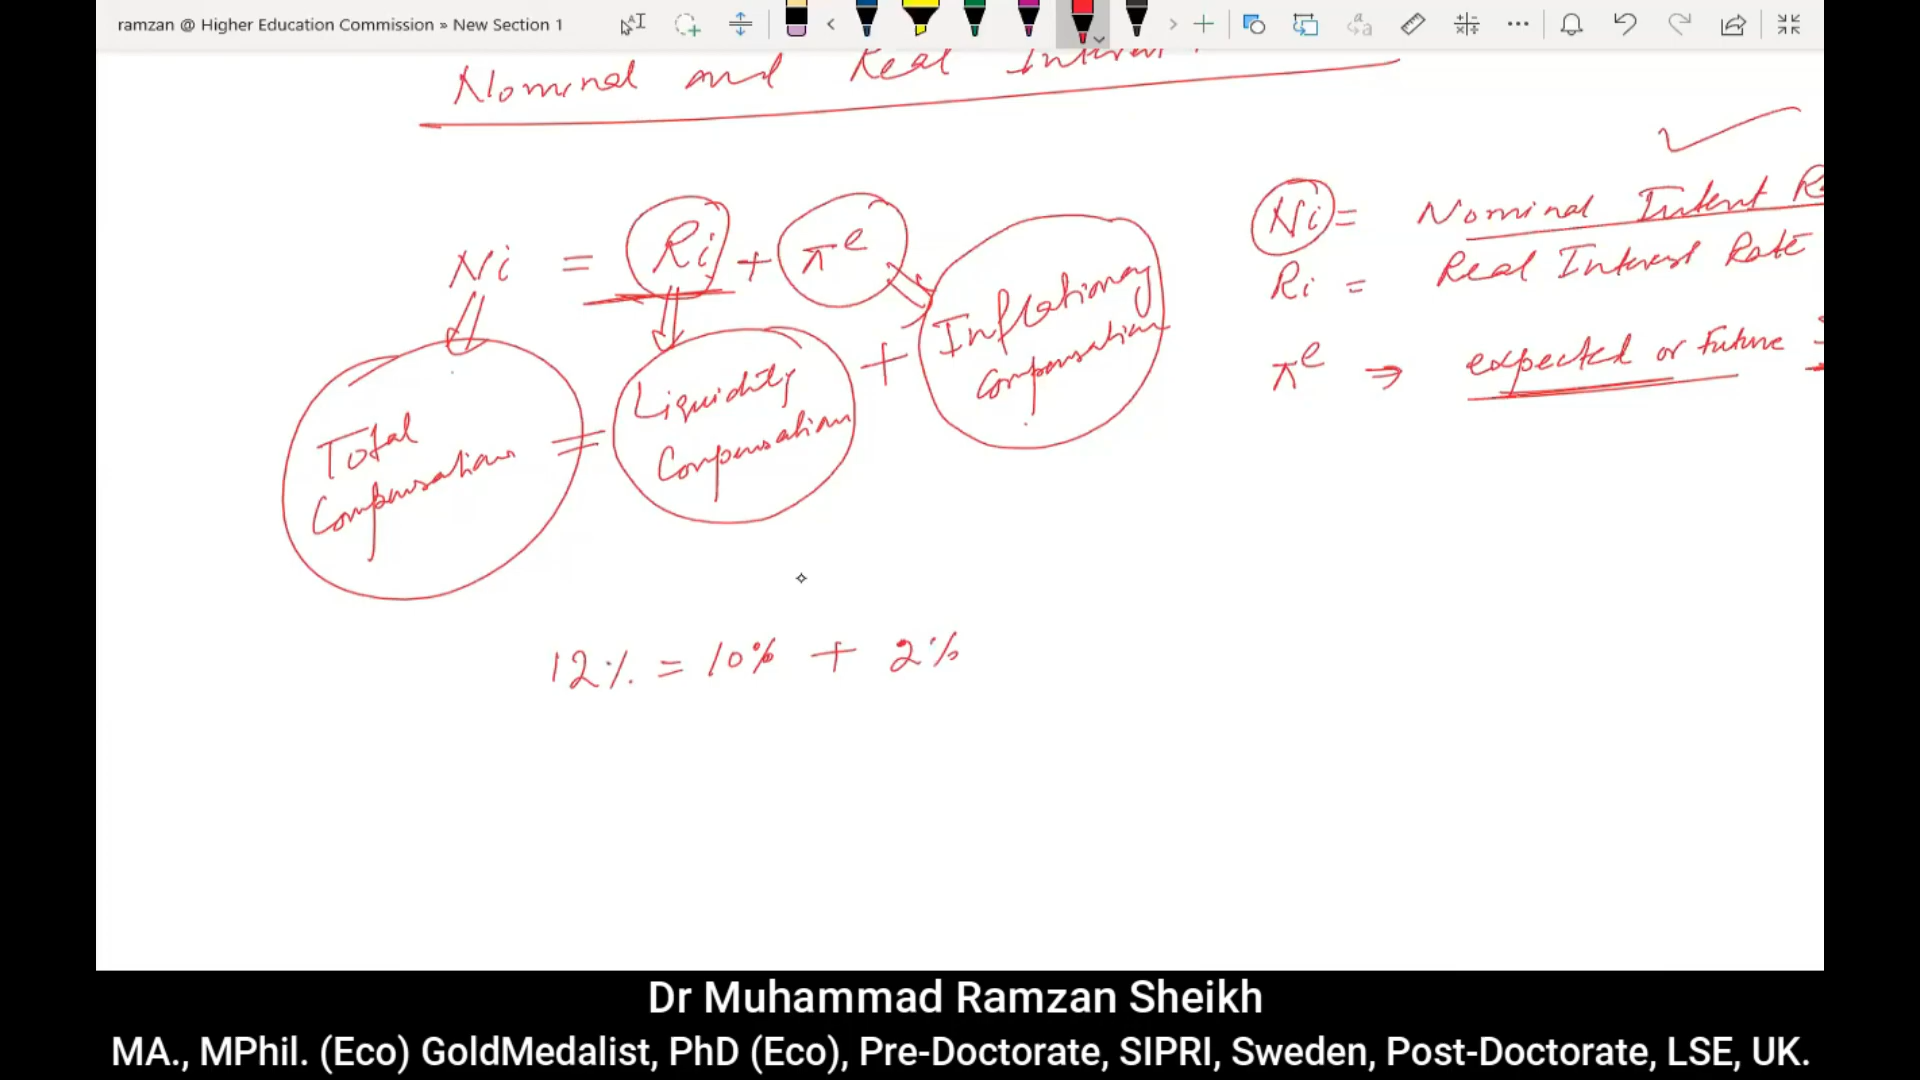 ramzan @ Higher Education Commission » New Section 1
Nominal and Real Interest
Ni = Ri + πe
Total Compensation = Liquidity Compensation + Inflationary Compensation
12% = 10% + 2%
Ni = Nominal Interest R
Ri = Real Interest Rate
πe ⇒ expected or future
Dr Muhammad Ramzan Sheikh
MA., MPhil. (Eco) GoldMedalist, PhD (Eco), Pre-Doctorate, SIPRI, Sweden, Post-Doctorate, LSE, UK.